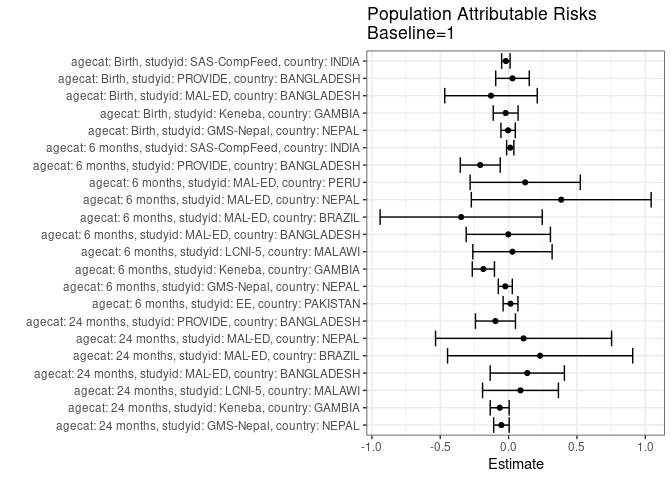 Population Attributable Risks
Baseline=1
agecat: Birth, studyid: SAS-CompFeed, country: INDIA
agecat: Birth, studyid: PROVIDE, country: BANGLADESH
agecat: Birth, studyid: MAL-ED, country: BANGLADESH
agecat: Birth, studyid: Keneba, country: GAMBIA
agecat: Birth, studyid: GMS-Nepal, country: NEPAL
agecat: 6 months, studyid: SAS-CompFeed, country: INDIA
agecat: 6 months, studyid: PROVIDE, country: BANGLADESH
agecat: 6 months, studyid: MAL-ED, country: PERU
agecat: 6 months, studyid: MAL-ED, country: NEPAL
agecat: 6 months, studyid: MAL-ED, country: BRAZIL
agecat: 6 months, studyid: MAL-ED, country: BANGLADESH
agecat: 6 months, studyid: LCNI-5, country: MALAWI
agecat: 6 months, studyid: Keneba, country: GAMBIA
agecat: 6 months, studyid: GMS-Nepal, country: NEPAL
agecat: 6 months, studyid: EE, country: PAKISTAN
agecat: 24 months, studyid: PROVIDE, country: BANGLADESH
agecat: 24 months, studyid: MAL-ED, country: NEPAL
agecat: 24 months, studyid: MAL-ED, country: BRAZIL
agecat: 24 months, studyid: MAL-ED, country: BANGLADESH
agecat: 24 months, studyid: LCNI-5, country: MALAWI
agecat: 24 months, studyid: Keneba, country: GAMBIA
agecat: 24 months, studyid: GMS-Nepal, country: NEPAL
-1.0 -0.5 0.0 0.5 1.0
Estimate